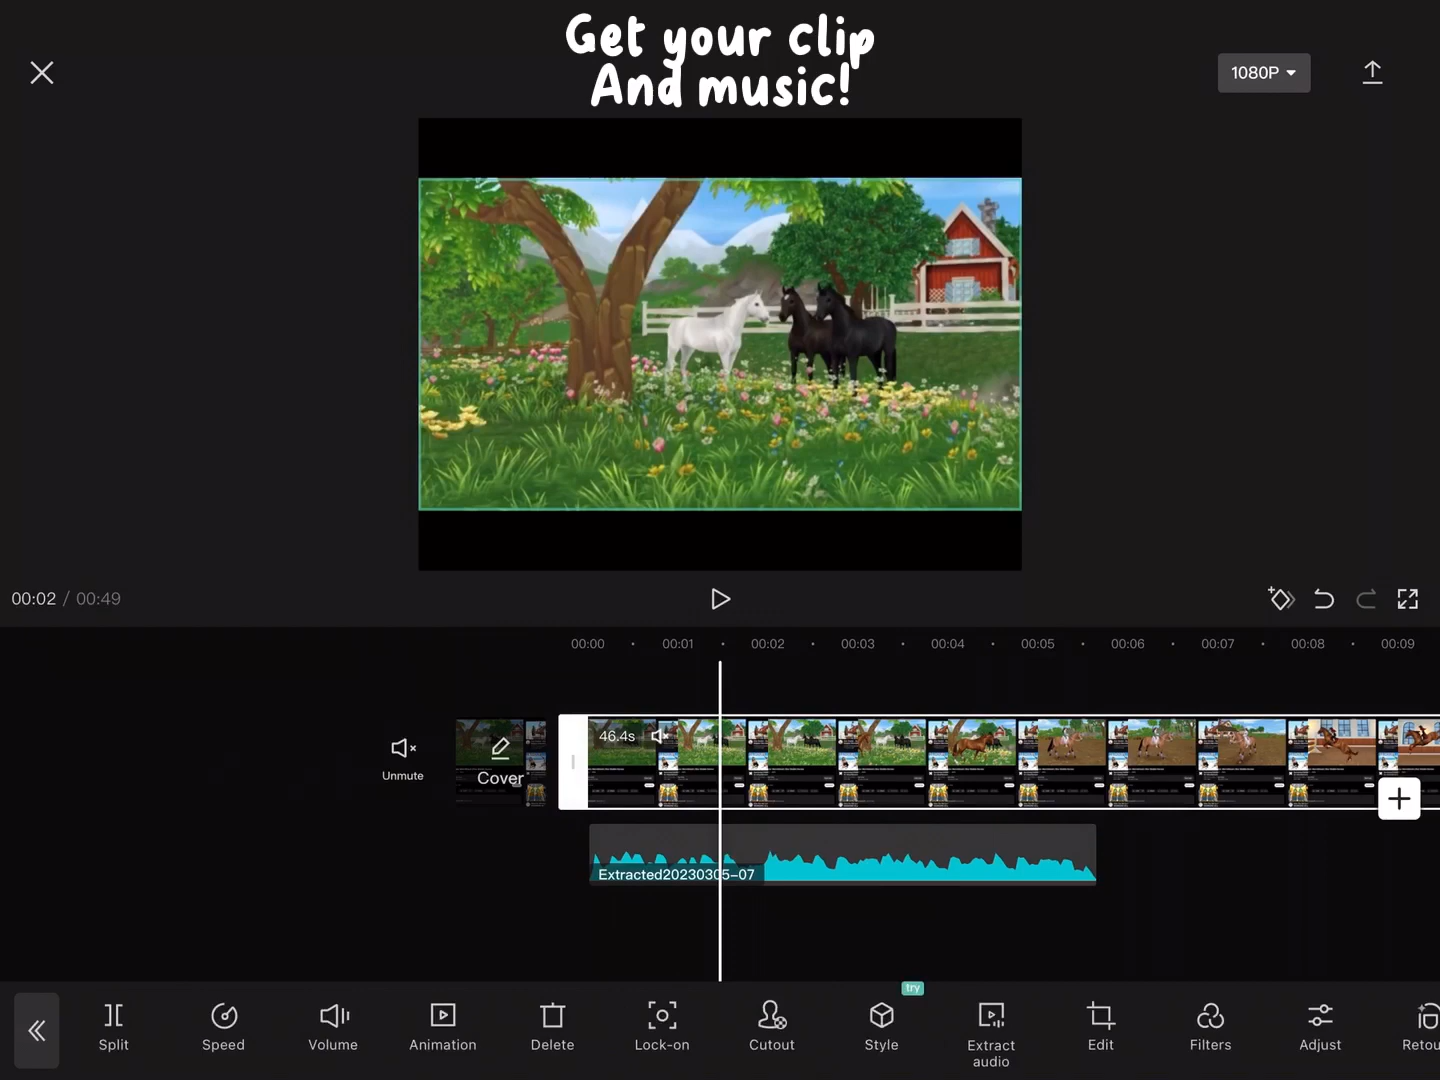 Get your clip
And music!
1080P
00:02 / 00:49
00:00 00:01 00:02 00:03 00:04 00:05 00:06 00:07 00:08 00:09
46.4s
Unmute
Cover
Extracted20230305-07
try
Split Speed Volume Animation Delete Lock-on Cutout Style Extract audio Edit Filters Adjust Retou